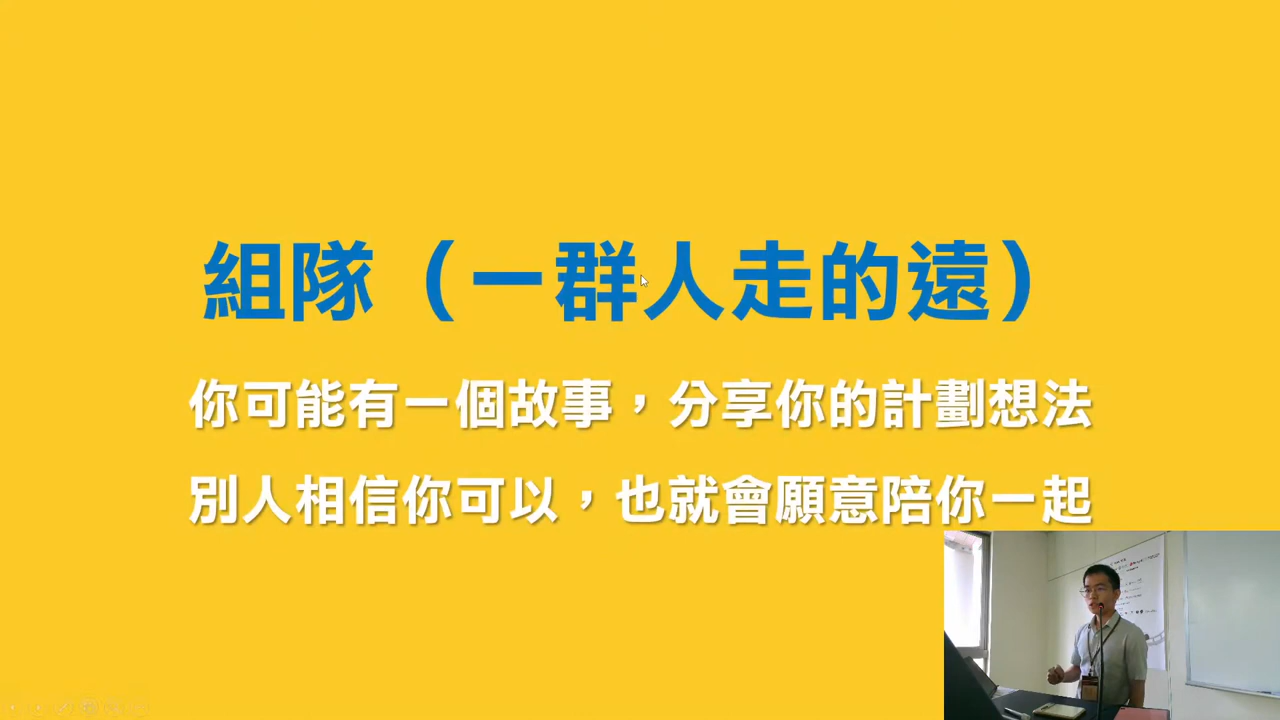 組隊（一群人走的遠）
你可能有一個故事，分享你的計劃想法
別人相信你可以，也就會願意陪你一起